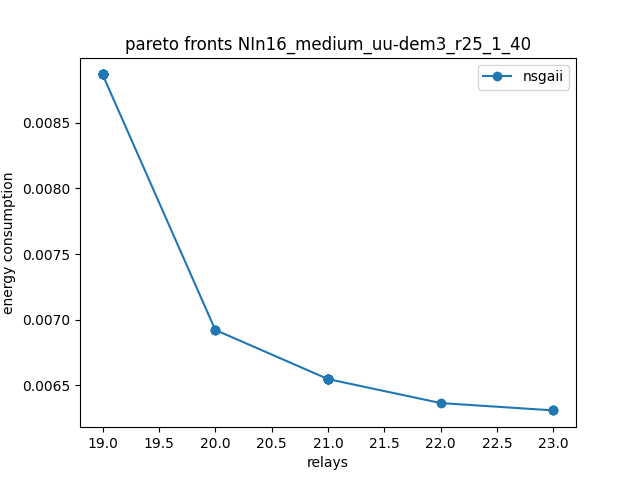 pareto fronts NIn16_medium_uu-dem3_r25_1_40
nsgaii
energy consumption
0.0085
0.0080
0.0075
0.0070
0.0065
19.0 19.5 20.0 20.5 21.0 21.5 22.0 22.5 23.0
relays